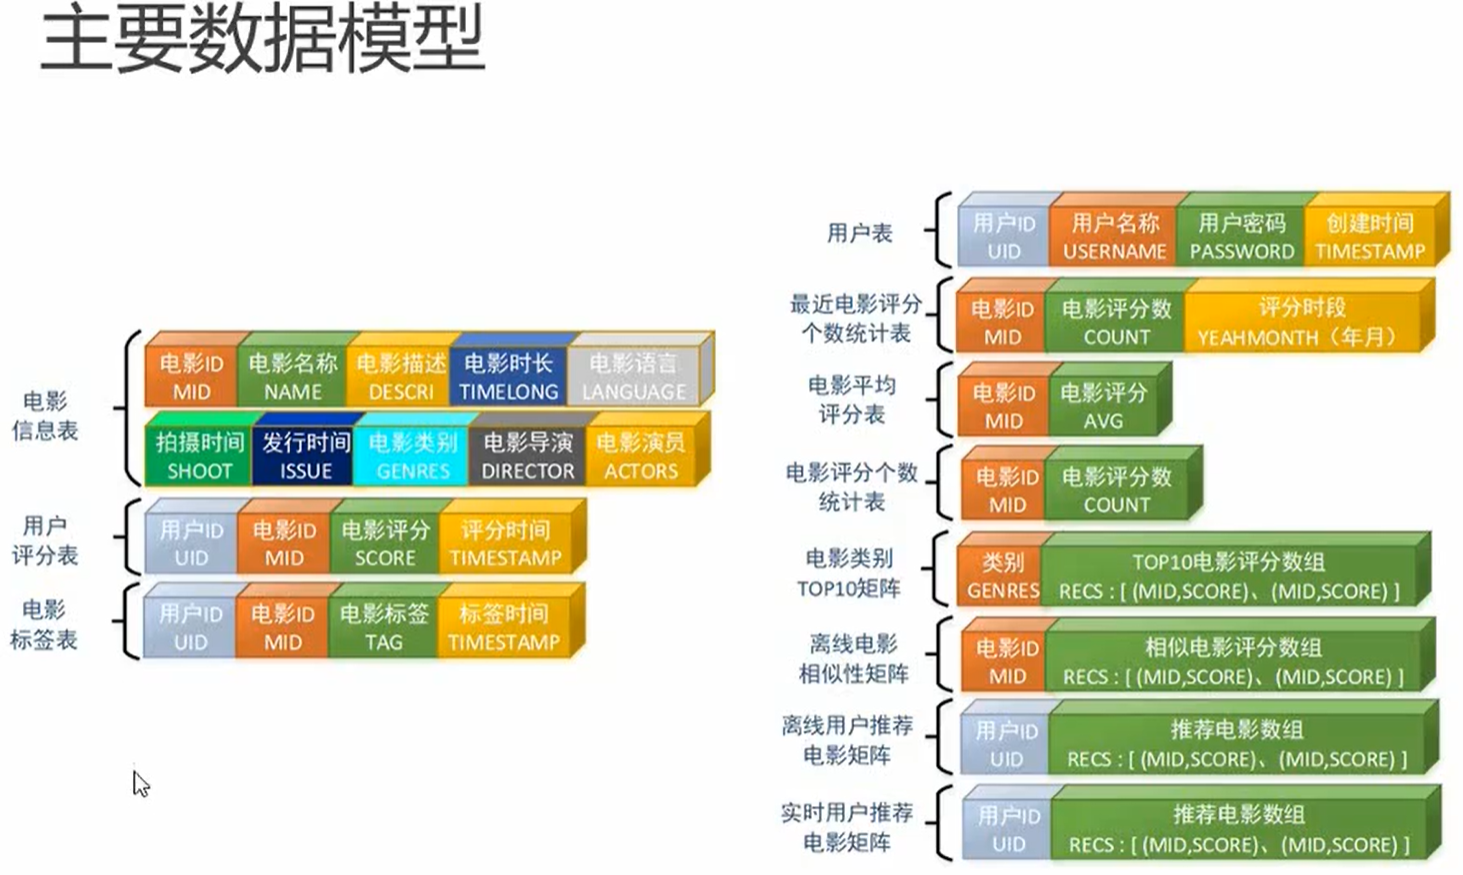 主要数据模型
电影
信息表
电影ID 电影名称 电影描述 电影时长 电影语言
MID NAME DESCRI TIMELONG LANGUAGE
拍摄时间 发行时间 电影类别 电影导演 电影演员
SHOOT ISSUE GENRES DIRECTOR ACTORS
用户
评分表
用户ID 电影ID 电影评分 评分时间
UID MID SCORE TIMESTAMP
电影
标签表
用户ID 电影ID 电影标签 标签时间
UID MID TAG TIMESTAMP
用户表
用户ID 用户名称 用户密码 创建时间
UID USERNAME PASSWORD TIMESTAMP
最近电影评分
个数统计表
电影ID 电影评分数 评分时段
MID COUNT YEAHMONTH（年月）
电影平均
评分表
电影ID 电影评分
MID AVG
电影评分个数
统计表
电影ID 电影评分数
MID COUNT
电影类别
TOP10矩阵
类别 TOP10电影评分数组
GENRES RECS : [ (MID,SCORE)、(MID,SCORE) ]
离线电影
相似性矩阵
电影ID 相似电影评分数组
MID RECS : [ (MID,SCORE)、(MID,SCORE) ]
离线用户推荐
电影矩阵
用户ID 推荐电影数组
UID RECS : [ (MID,SCORE)、(MID,SCORE) ]
实时用户推荐
电影矩阵
用户ID 推荐电影数组
UID RECS : [ (MID,SCORE)、(MID,SCORE) ]